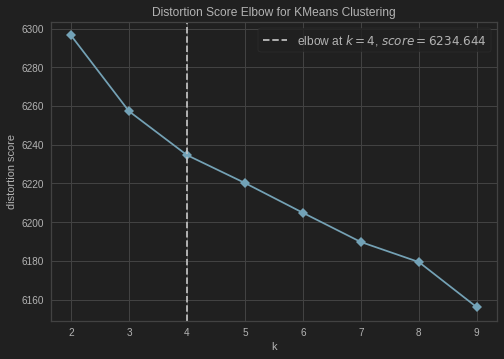 Distortion Score Elbow for KMeans Clustering
elbow at k = 4, score = 6234.644
6300
6280
6260
6240
6220
6200
6180
6160
distortion score
2 3 4 5 6 7 8 9
k